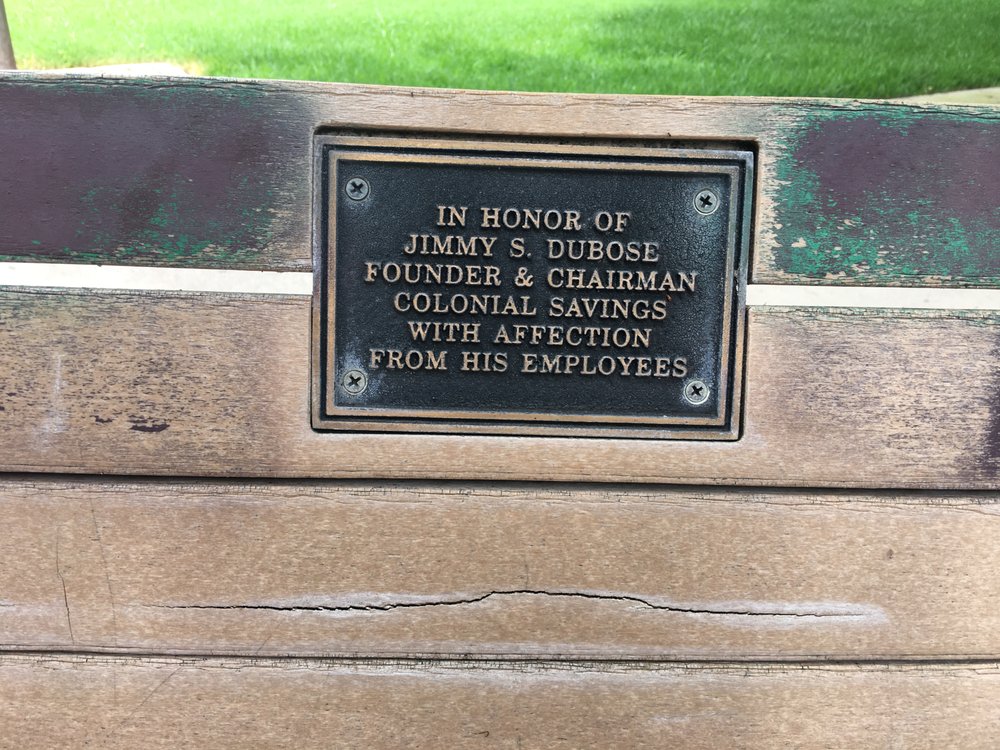 IN HONOR OF
JIMMY S. DUBOSE
FOUNDER & CHAIRMAN
COLONIAL SAVINGS
WITH AFFECTION
FROM HIS EMPLOYEES